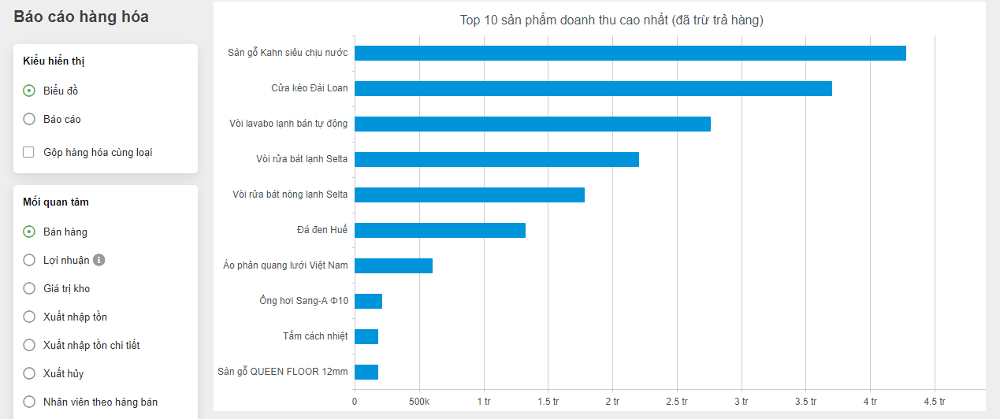 Báo cáo hàng hóa
Kiểu hiển thị
Biểu đồ
Báo cáo
Gộp hàng hóa cùng loại
Mối quan tâm
Bán hàng
Lợi nhuận
Giá trị kho
Xuất nhập tồn
Xuất nhập tồn chi tiết
Xuất hủy
Nhân viên theo hàng bán
Top 10 sản phẩm doanh thu cao nhất (đã trừ trả hàng)
Sàn gỗ Kahn siêu chịu nước
Cửa kéo Đài Loan
Vòi lavabo lạnh bán tự động
Vòi rửa bát lạnh Selta
Vòi rửa bát nóng lạnh Selta
Đá đen Huế
Áo phản quang lưới Việt Nam
Ống hơi Sang-A Φ10
Tấm cách nhiệt
Sàn gỗ QUEEN FLOOR 12mm
0 500k 1 tr 1.5 tr 2 tr 2.5 tr 3 tr 3.5 tr 4 tr 4.5 tr